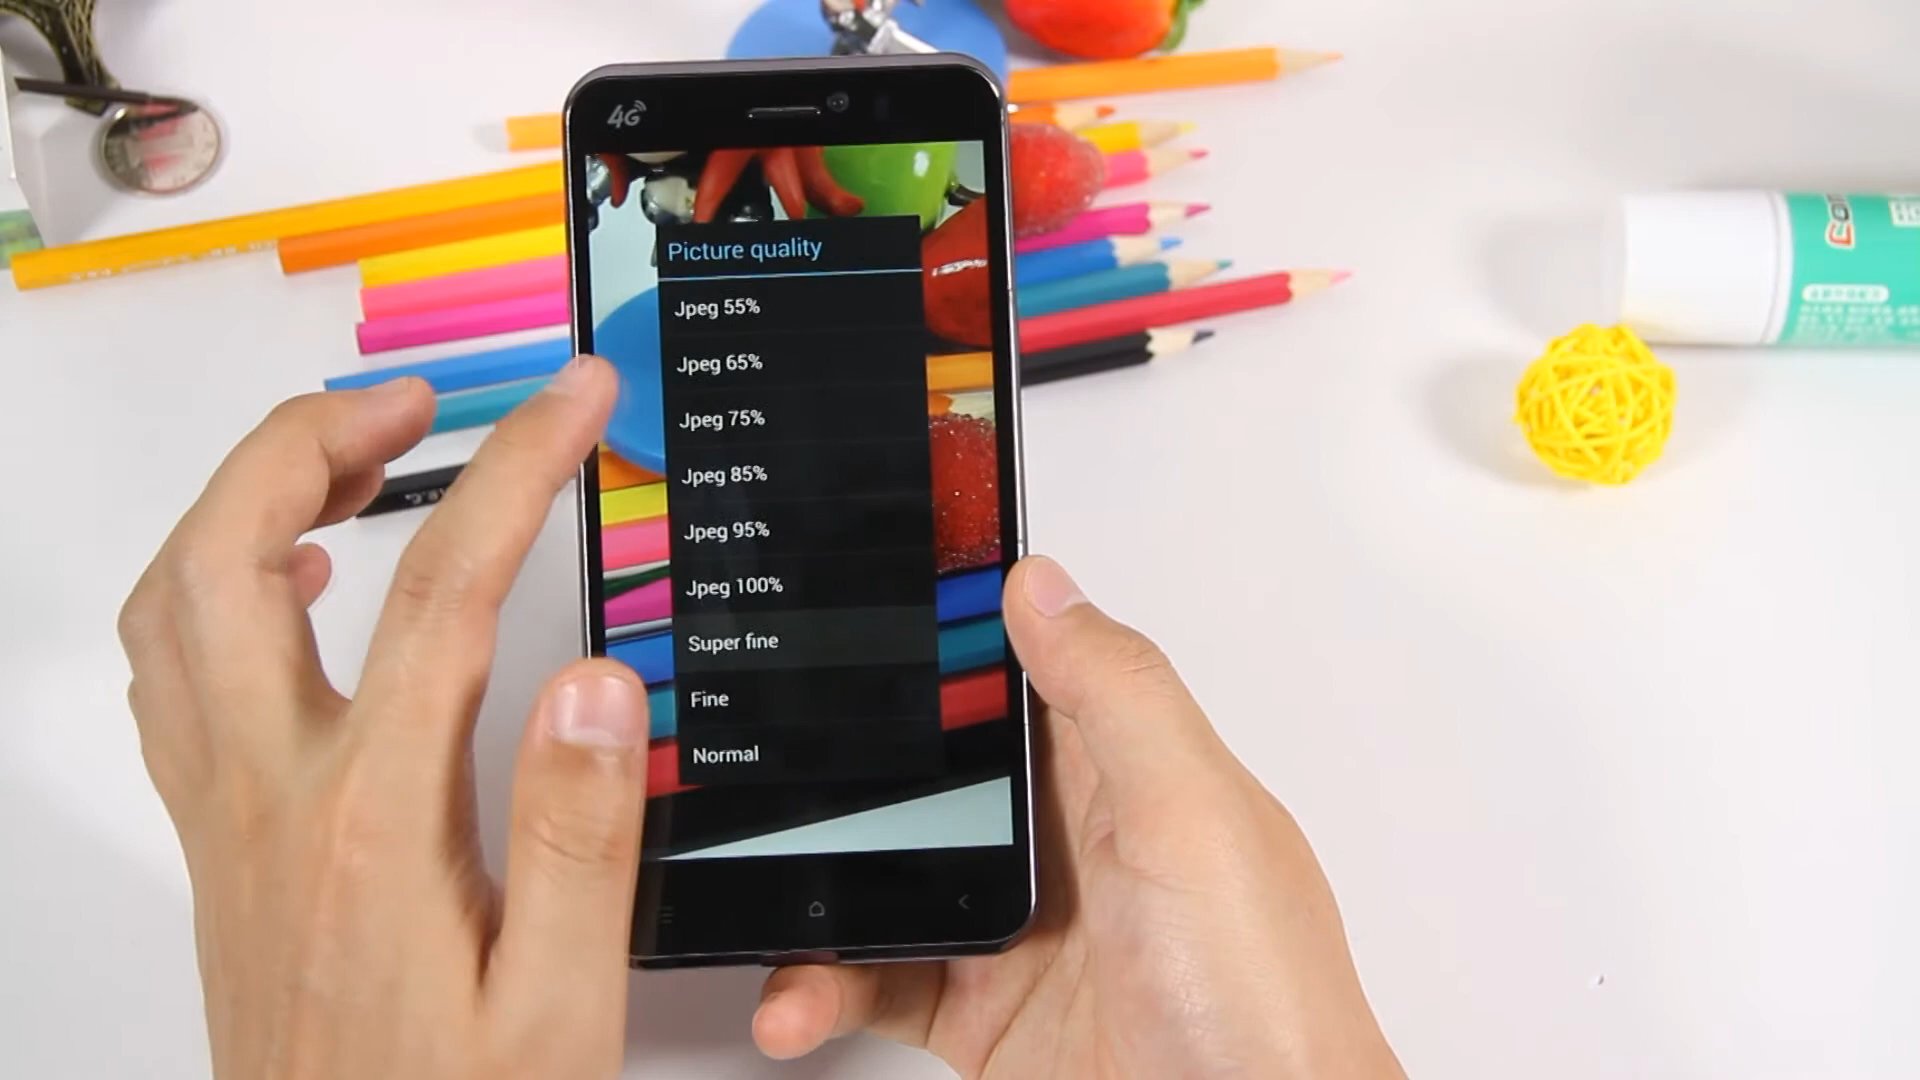 4G
Picture quality
Jpeg 55%
Jpeg 65%
Jpeg 75%
Jpeg 85%
Jpeg 95%
Jpeg 100%
Super fine
Fine
Normal